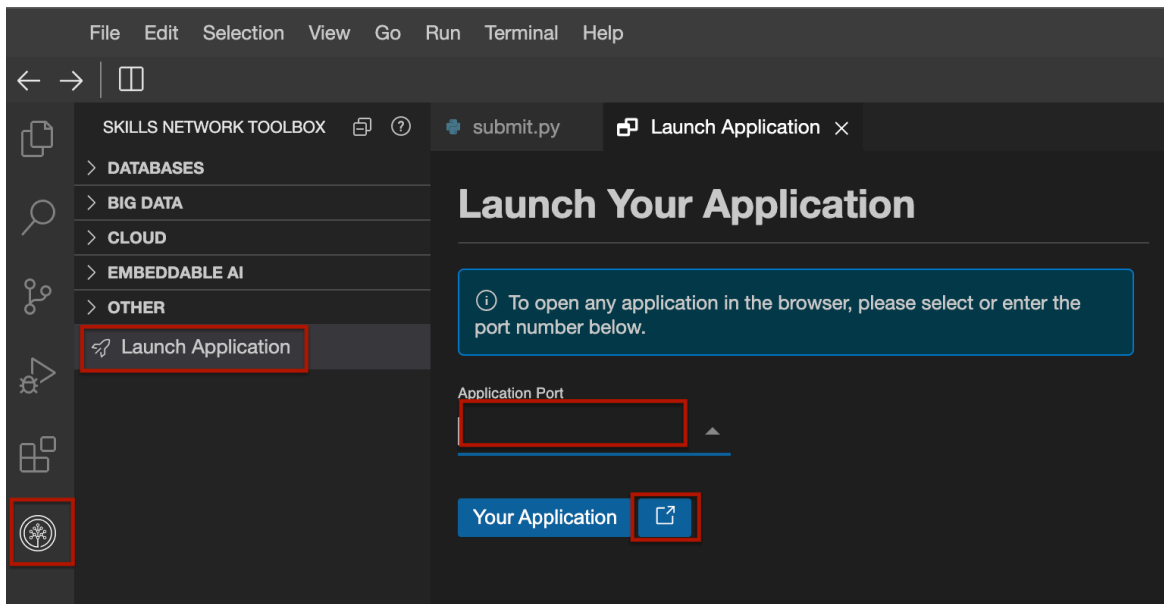 File Edit Selection View Go Run Terminal Help
SKILLS NETWORK TOOLBOX
DATABASES
BIG DATA
CLOUD
EMBEDDABLE AI
OTHER
Launch Application
submit.py
Launch Application
Launch Your Application
To open any application in the browser, please select or enter the
port number below.
Application Port
Your Application